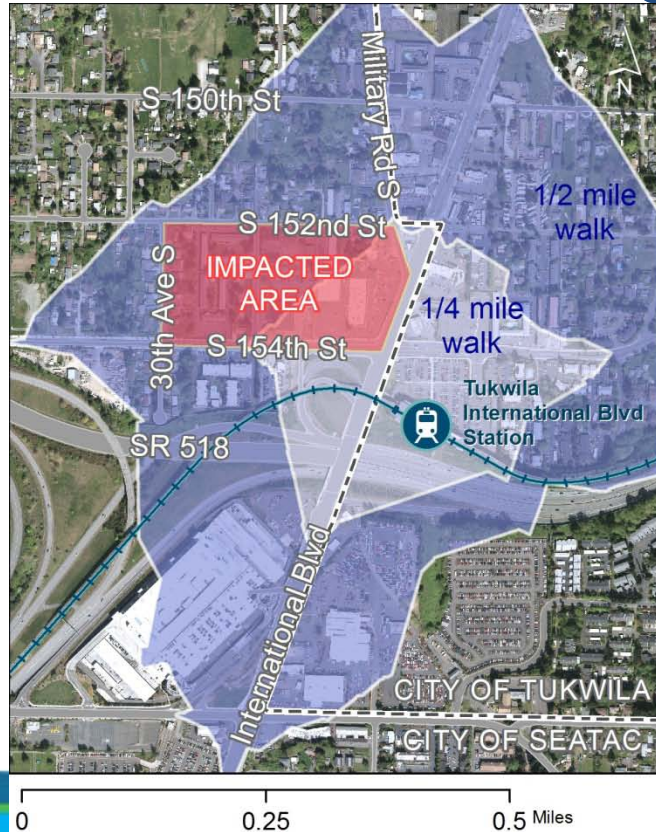 N
Military Rd S
S 150th St
1/2 mile
walk
S 152nd St
IMPACTED
AREA
30th Ave S
1/4 mile
walk
S 154th St
Tukwila
International Blvd
Station
SR 518
International Blvd
CITY OF TUKWILA
CITY OF SEATAC
0 0.25 0.5 Miles